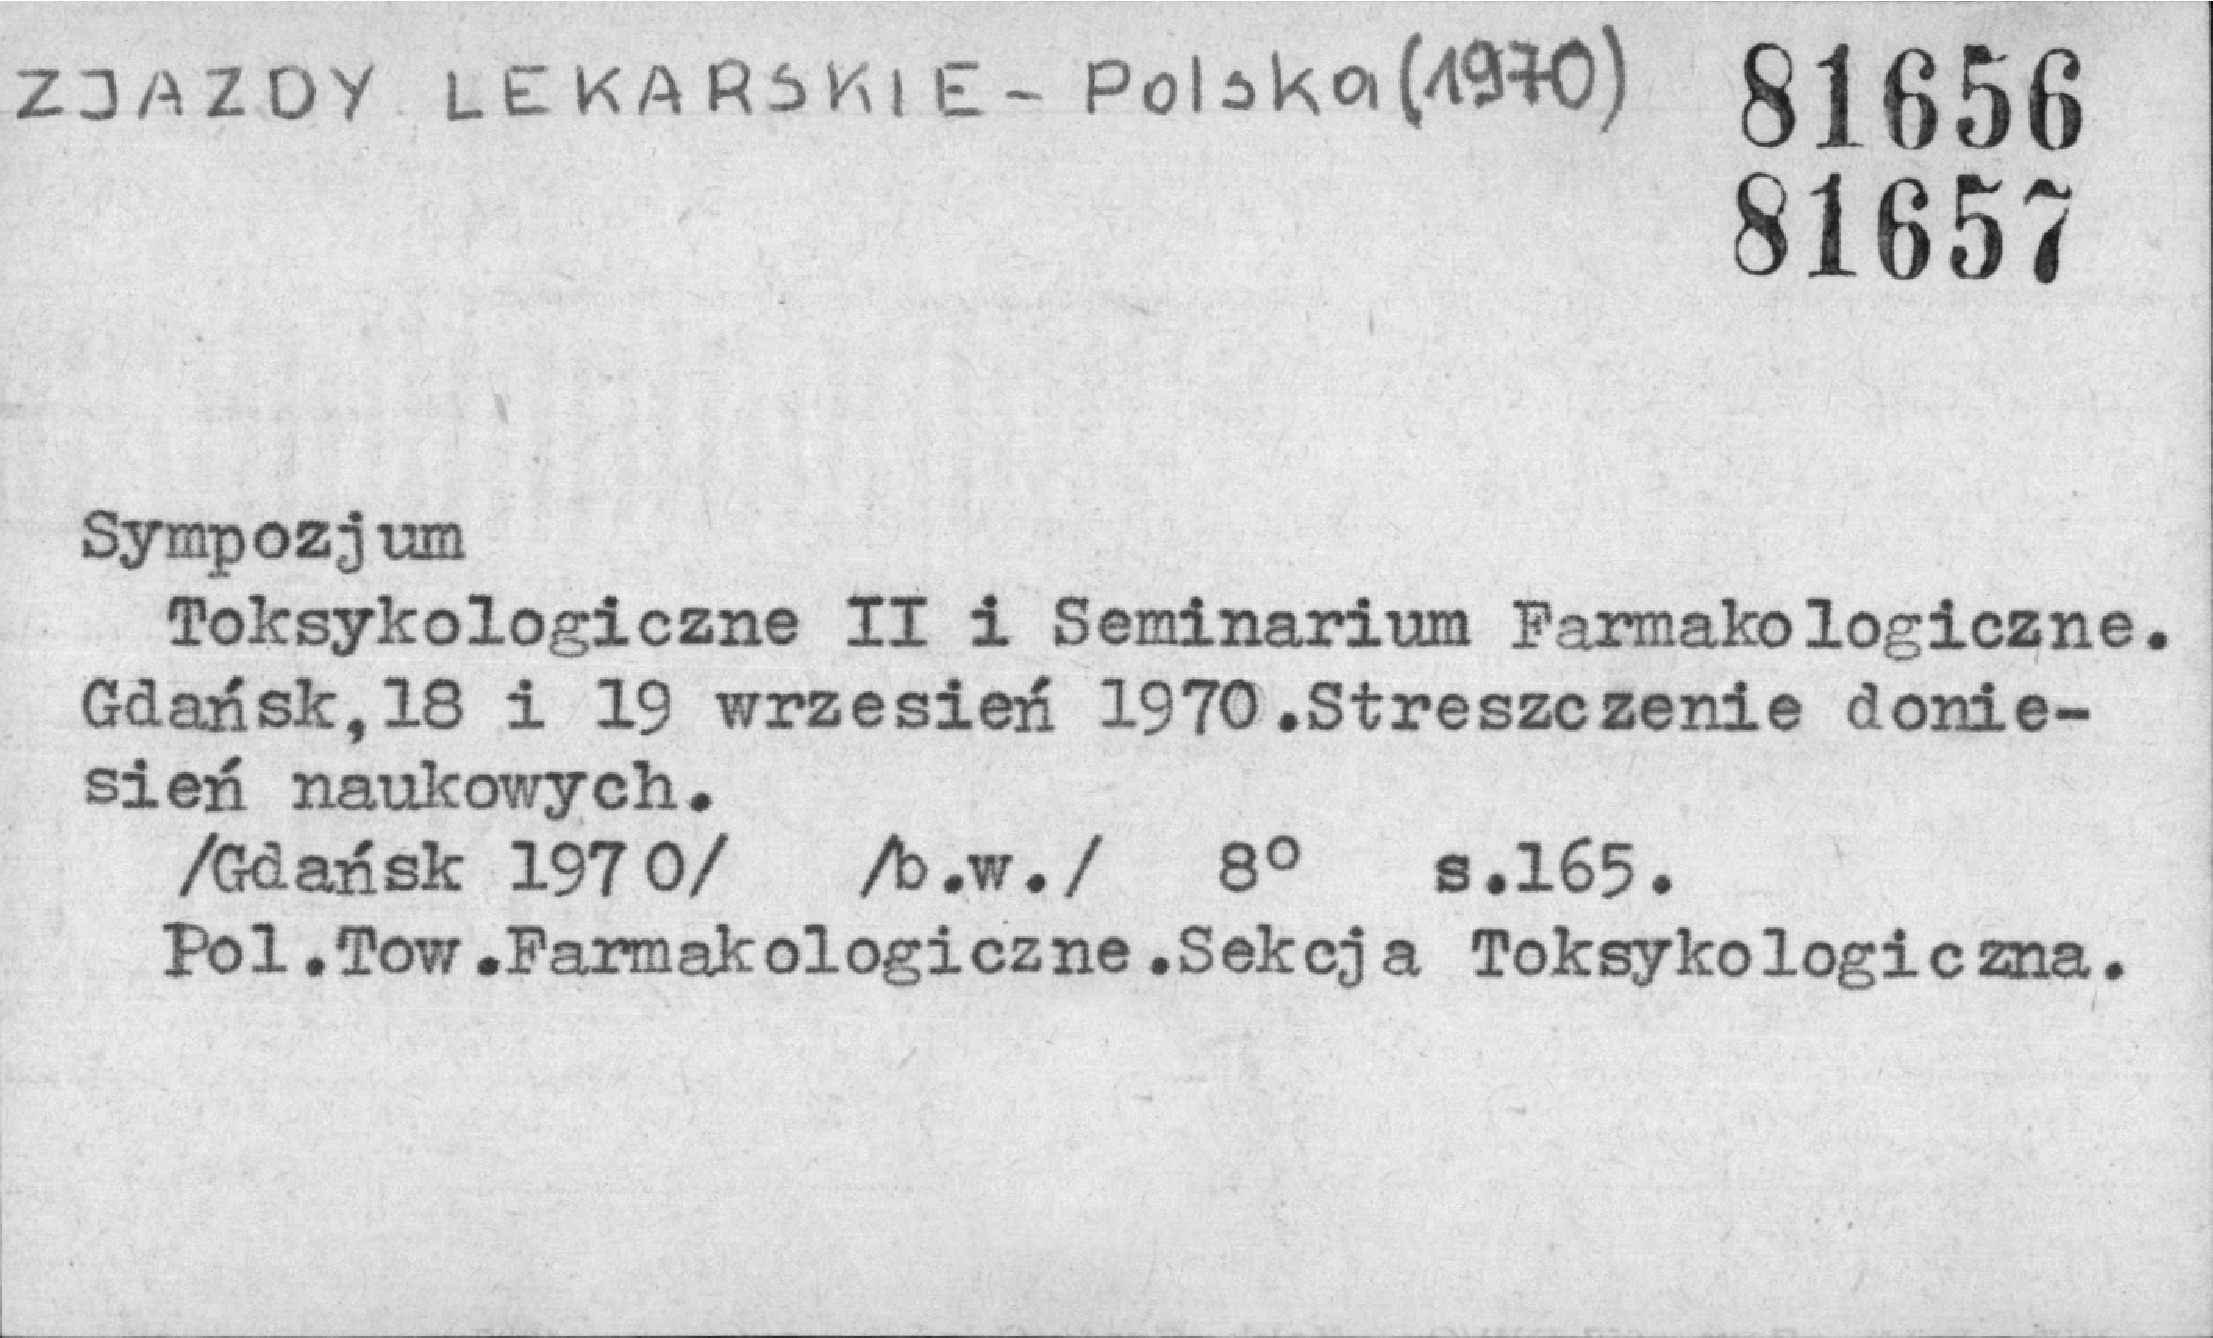 ZJAZDY LEKARSKIE - Polska (1970) 81656
81657
Sympozjum
Toksykologiczne II i Seminarium Farmakologiczne.
Gdańsk,18 i 19 wrzesień 1970.Streszczenie donie-
sień naukowych.
/Gdańsk 1970/ /b.w./ 8° s.165.
Pol.Tow.Farmakologiczne.Sekcja Toksykologiczna.